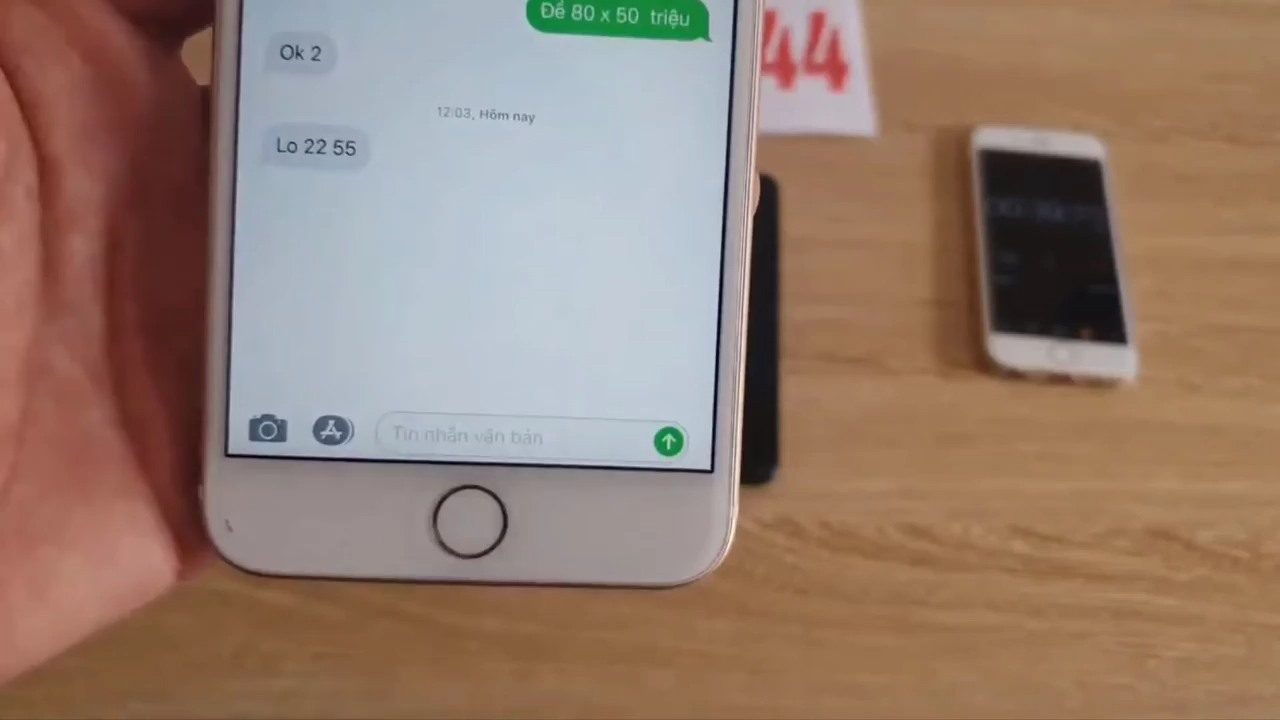 Đề 80 x 50 triệu
44
Ok 2
12:03, Hôm nay
Lo 22 55
Tin nhắn văn bản